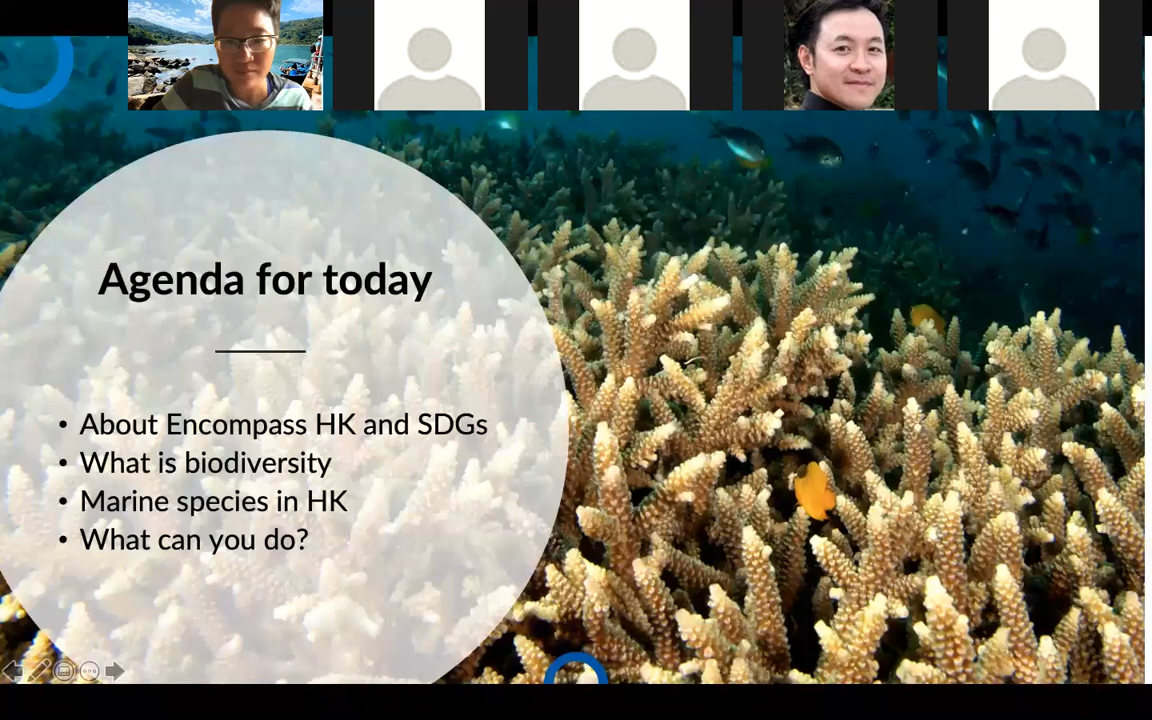 Agenda for today
• About Encompass HK and SDGs
• What is biodiversity
• Marine species in HK
• What can you do?